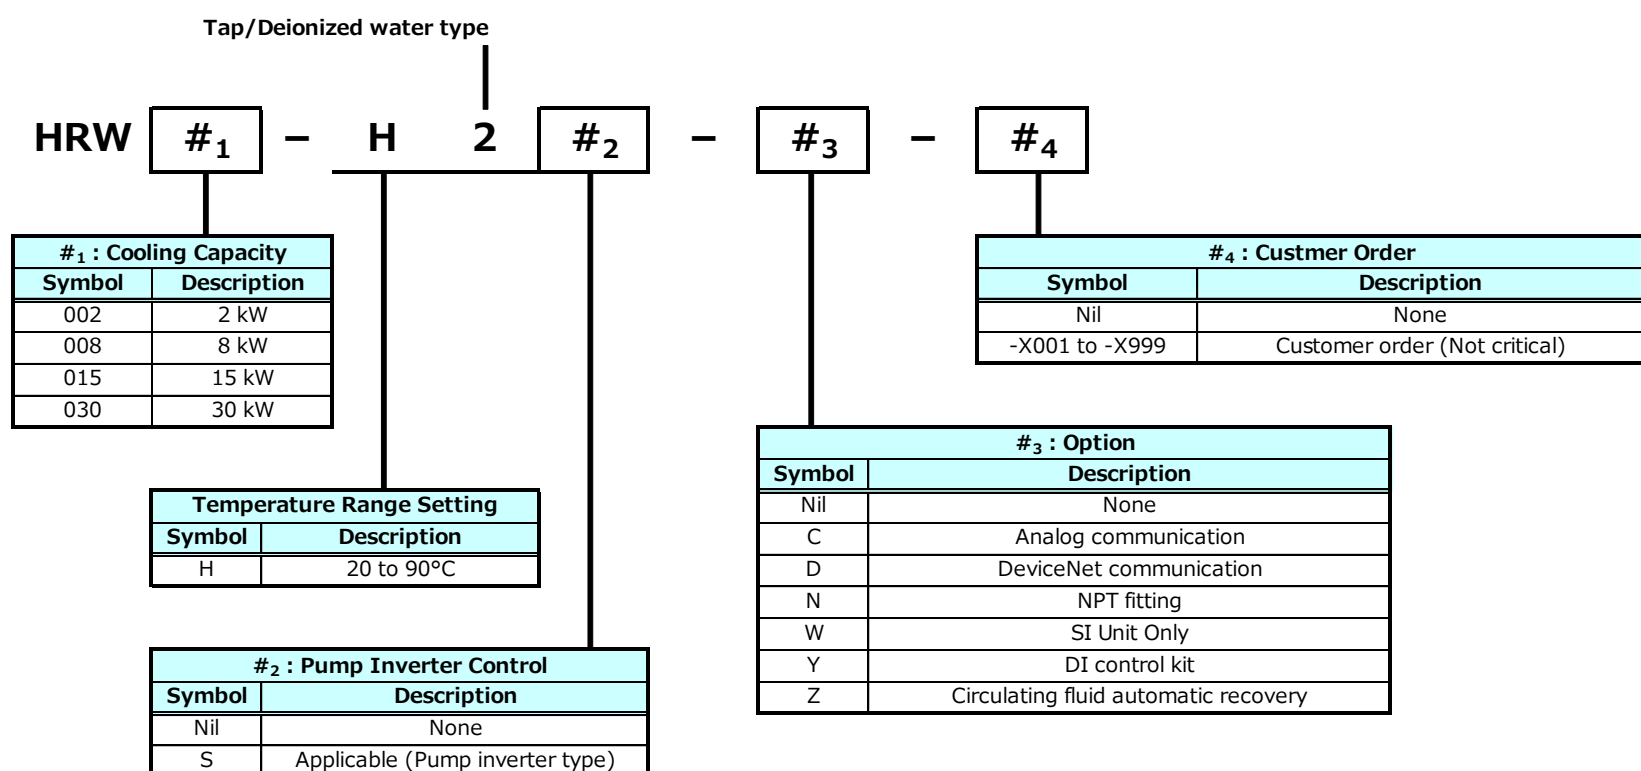 Tap/Deionized water type
HRW #1 – H 2 #2 – #3 – #4
#1 : Cooling Capacity
Symbol Description
002 2 kW
008 8 kW
015 15 kW
030 30 kW
#4 : Custmer Order
Symbol Description
Nil None
-X001 to -X999 Customer order (Not critical)
Temperature Range Setting
Symbol Description
H 20 to 90°C
#3 : Option
Symbol Description
Nil None
C Analog communication
D DeviceNet communication
N NPT fitting
W SI Unit Only
Y DI control kit
Z Circulating fluid automatic recovery
#2 : Pump Inverter Control
Symbol Description
Nil None
S Applicable (Pump inverter type)